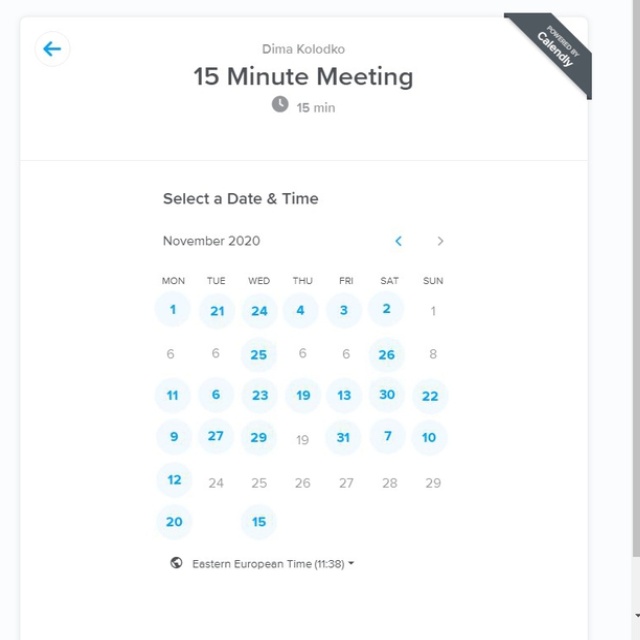 Dima Kolodko
POWERED BY
Calendly
15 Minute Meeting
15 min
Select a Date & Time
November 2020
MON TUE WED THU FRI SAT SUN
1 21 24 4 3 2 1
6 6 25 6 6 26 8
11 6 23 19 13 30 22
9 27 29 19 31 7 10
12 24 25 26 27 28 29
20 15
Eastern European Time (11:38)